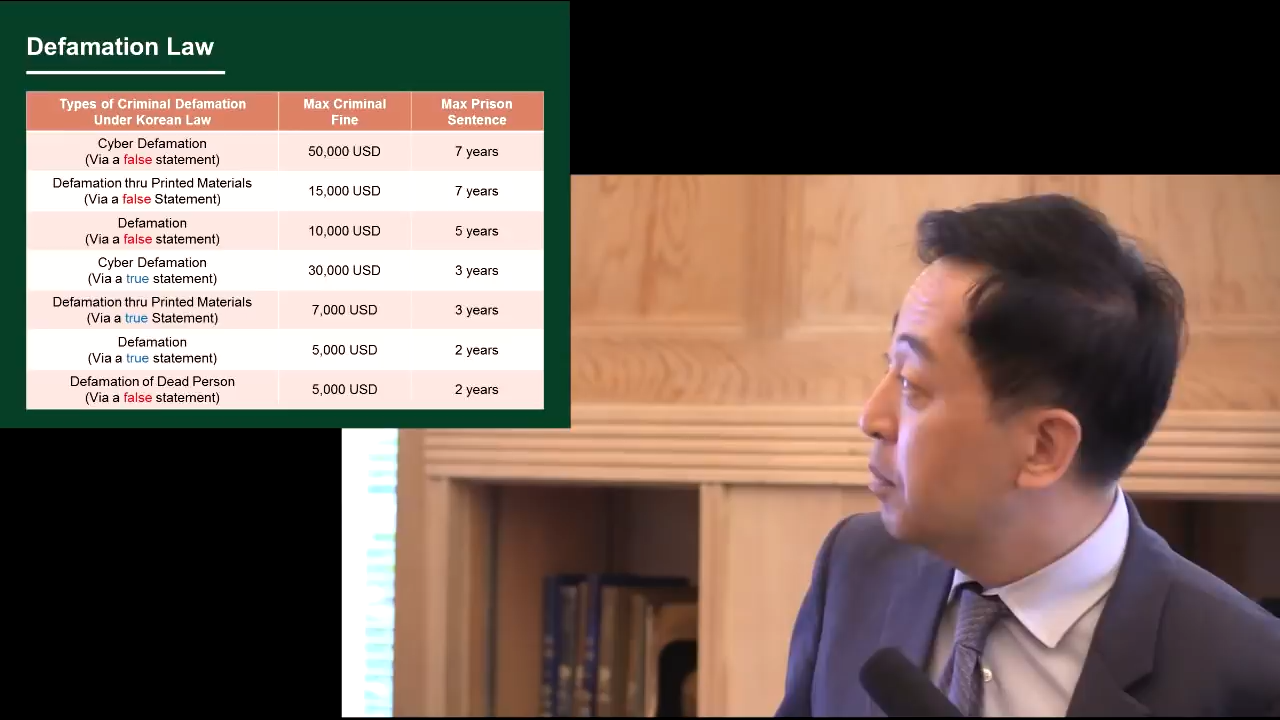 Defamation Law
Types of Criminal Defamation
Under Korean Law
Max Criminal
Fine
Max Prison
Sentence
Cyber Defamation
(Via a false statement)
50,000 USD
7 years
Defamation thru Printed Materials
(Via a false Statement)
15,000 USD
7 years
Defamation
(Via a false statement)
10,000 USD
5 years
Cyber Defamation
(Via a true statement)
30,000 USD
3 years
Defamation thru Printed Materials
(Via a true Statement)
7,000 USD
3 years
Defamation
(Via a true statement)
5,000 USD
2 years
Defamation of Dead Person
(Via a false statement)
5,000 USD
2 years